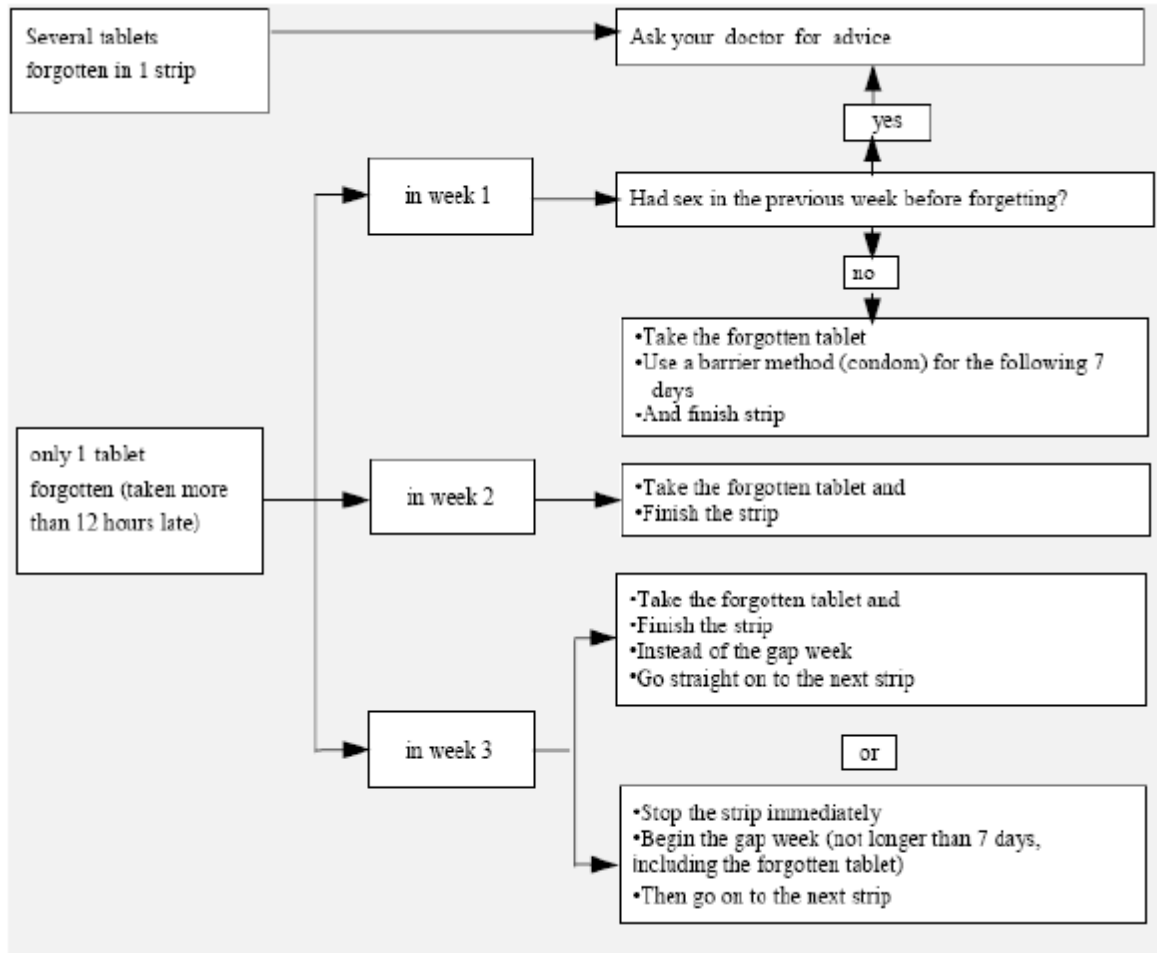 Several tablets
forgotten in 1 strip
Ask your doctor for advice
yes
in week 1
Had sex in the previous week before forgetting?
no
•Take the forgotten tablet
•Use a barrier method (condom) for the following 7
days
•And finish strip
only 1 tablet
forgotten (taken more
than 12 hours late)
in week 2
•Take the forgotten tablet and
•Finish the strip
•Take the forgotten tablet and
•Finish the strip
•Instead of the gap week
•Go straight on to the next strip
in week 3
or
•Stop the strip immediately
•Begin the gap week (not longer than 7 days,
including the forgotten tablet)
•Then go on to the next strip